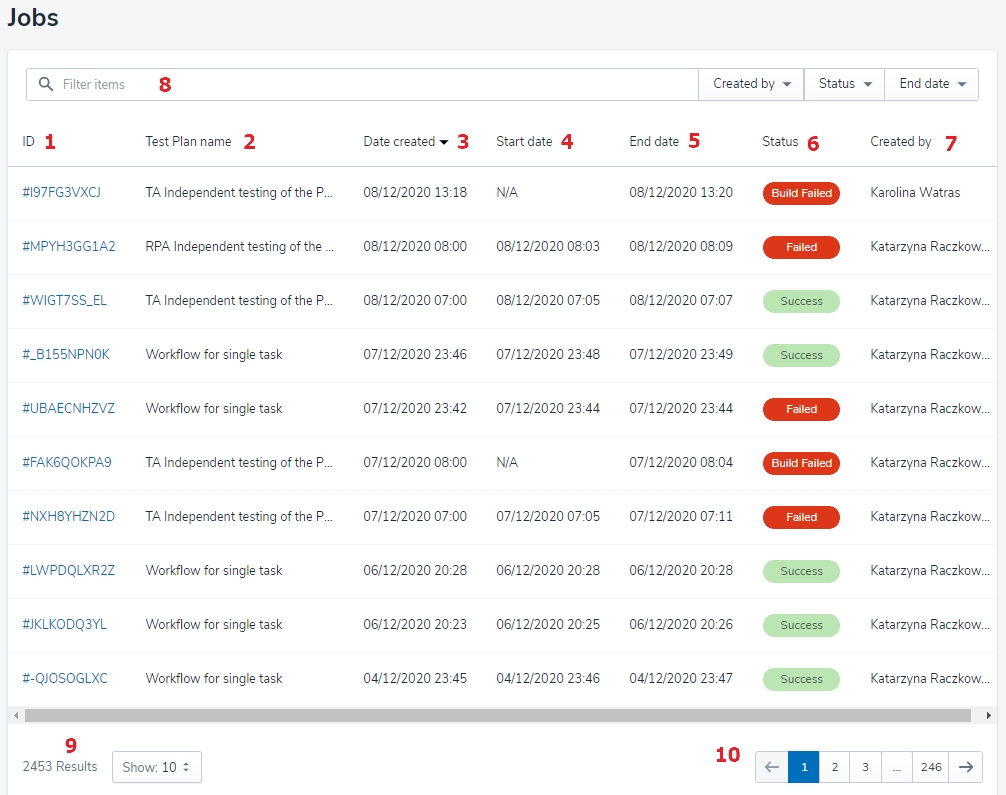 Jobs
Filter items 8 Created by Status End date
ID 1 Test Plan name 2 Date created 3 Start date 4 End date 5 Status 6 Created by 7
#I97FG3VXCJ TA Independent testing of the P... 08/12/2020 13:18 N/A 08/12/2020 13:20 Build Failed Karolina Watras
#MPYH3GG1A2 RPA Independent testing of the ... 08/12/2020 08:00 08/12/2020 08:03 08/12/2020 08:09 Failed Katarzyna Raczkow...
#WIGT7SS_EL TA Independent testing of the P... 08/12/2020 07:00 08/12/2020 07:05 08/12/2020 07:07 Success Katarzyna Raczkow...
#_B155NPN0K Workflow for single task 07/12/2020 23:46 07/12/2020 23:48 07/12/2020 23:49 Success Katarzyna Raczkow...
#UBAECNHZVZ Workflow for single task 07/12/2020 23:42 07/12/2020 23:44 07/12/2020 23:44 Failed Katarzyna Raczkow...
#FAK6QOKPA9 TA Independent testing of the P... 07/12/2020 08:00 N/A 07/12/2020 08:04 Build Failed Katarzyna Raczkow...
#NXH8YHZN2D TA Independent testing of the P... 07/12/2020 07:00 07/12/2020 07:05 07/12/2020 07:11 Failed Katarzyna Raczkow...
#LWPDQLXR2Z Workflow for single task 06/12/2020 20:28 06/12/2020 20:28 06/12/2020 20:28 Success Katarzyna Raczkow...
#JKLKODQ3YL Workflow for single task 06/12/2020 20:23 06/12/2020 20:25 06/12/2020 20:26 Success Katarzyna Raczkow...
#-QJOSOGLXC Workflow for single task 04/12/2020 23:45 04/12/2020 23:46 04/12/2020 23:47 Success Katarzyna Raczkow...
9
2453 Results Show: 10 10 1 2 3 ... 246